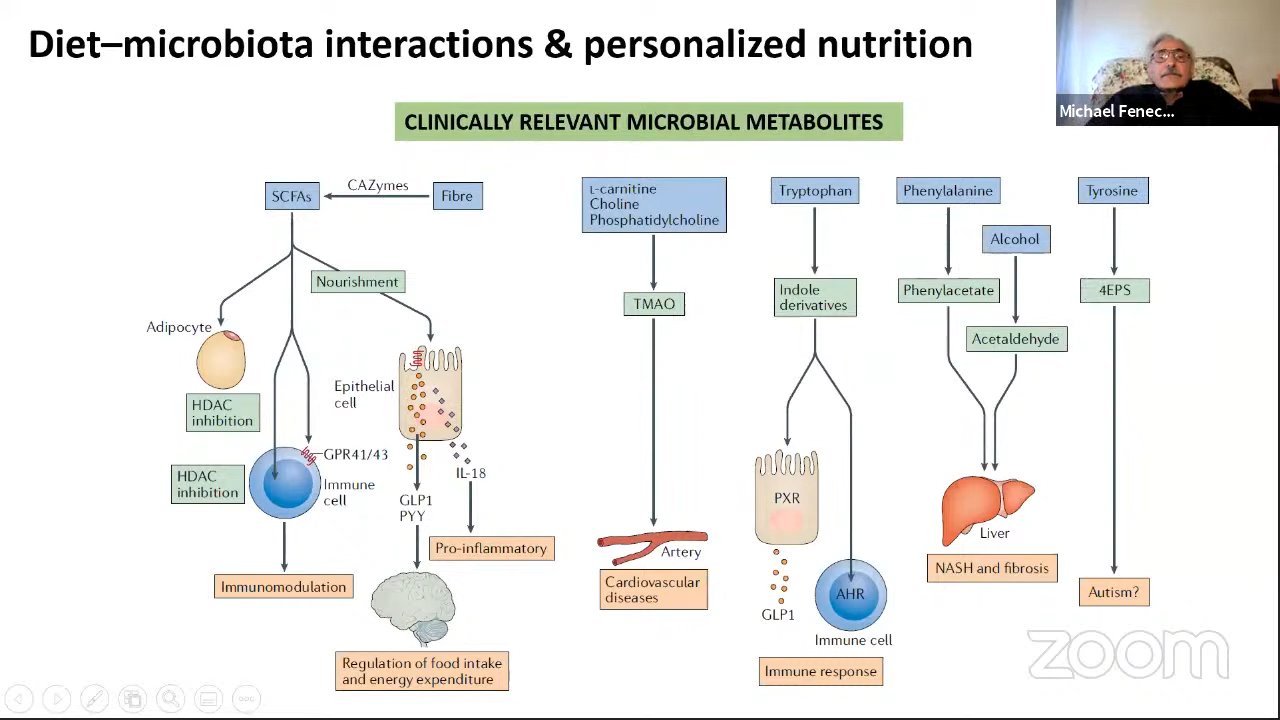 Diet–microbiota interactions & personalized nutrition
Michael Fenec...
CLINICALLY RELEVANT MICROBIAL METABOLITES
SCFAs
CAZymes
Fibre
Nourishment
Adipocyte
HDAC
inhibition
Epithelial
cell
GPR41/43
HDAC
inhibition
Immune
cell
IL-18
GLP1
PYY
Pro-inflammatory
Immunomodulation
Regulation of food intake
and energy expenditure
L-carnitine
Choline
Phosphatidylcholine
TMAO
Artery
Cardiovascular
diseases
Tryptophan
Indole
derivatives
PXR
GLP1
AHR
Immune cell
Immune response
Phenylalanine
Alcohol
Phenylacetate
Acetaldehyde
Liver
NASH and fibrosis
Tyrosine
4EPS
Autism?
zoom